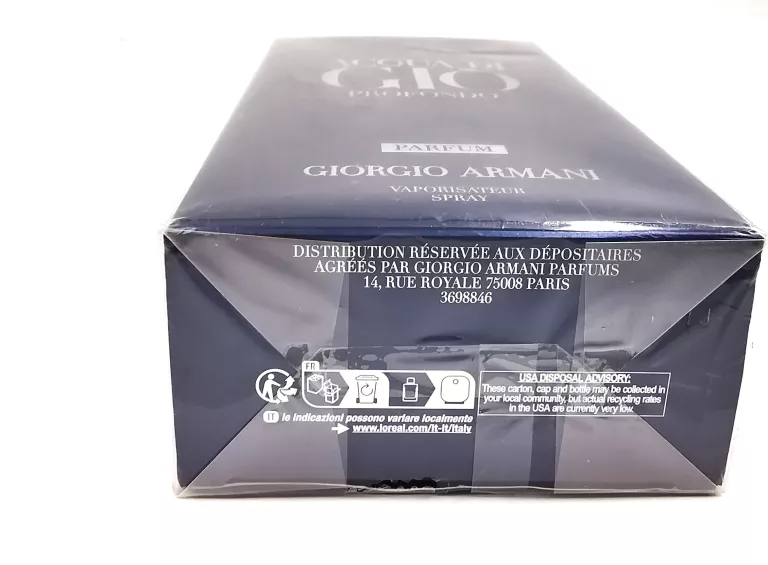 ACQUA DI
GIÒ
PROFONDO
PARFUM
GIORGIO ARMANI
VAPORISATEUR
SPRAY
DISTRIBUTION RÉSERVÉE AUX DÉPOSITAIRES
AGRÉÉS PAR GIORGIO ARMANI PARFUMS
14, RUE ROYALE 75008 PARIS
3698846
FR
USA DISPOSAL ADVISORY:
These carton, cap and bottle may be collected in
your local community, but actual recycling rates
in the USA are currently very low.
IT le indicazioni possono variare localmente
www.loreal.com/it-it/italy